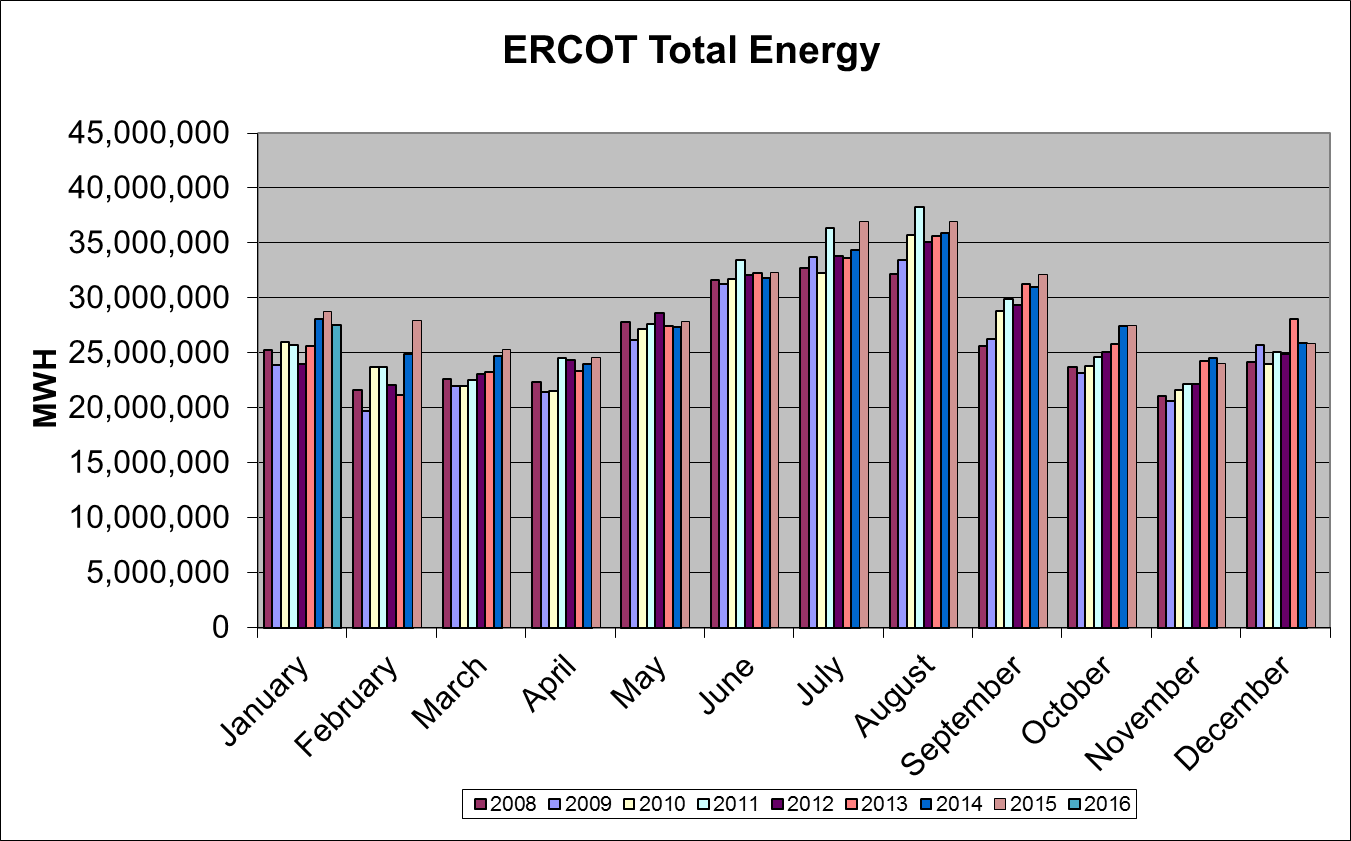 ERCOT Total Energy
45,000,000
40,000,000
35,000,000
30,000,000
25,000,000
20,000,000
15,000,000
10,000,000
5,000,000
0
MWH
January
February
March
April
May
June
July
August
September
October
November
December
2008 2009 2010 2011 2012 2013 2014 2015 2016